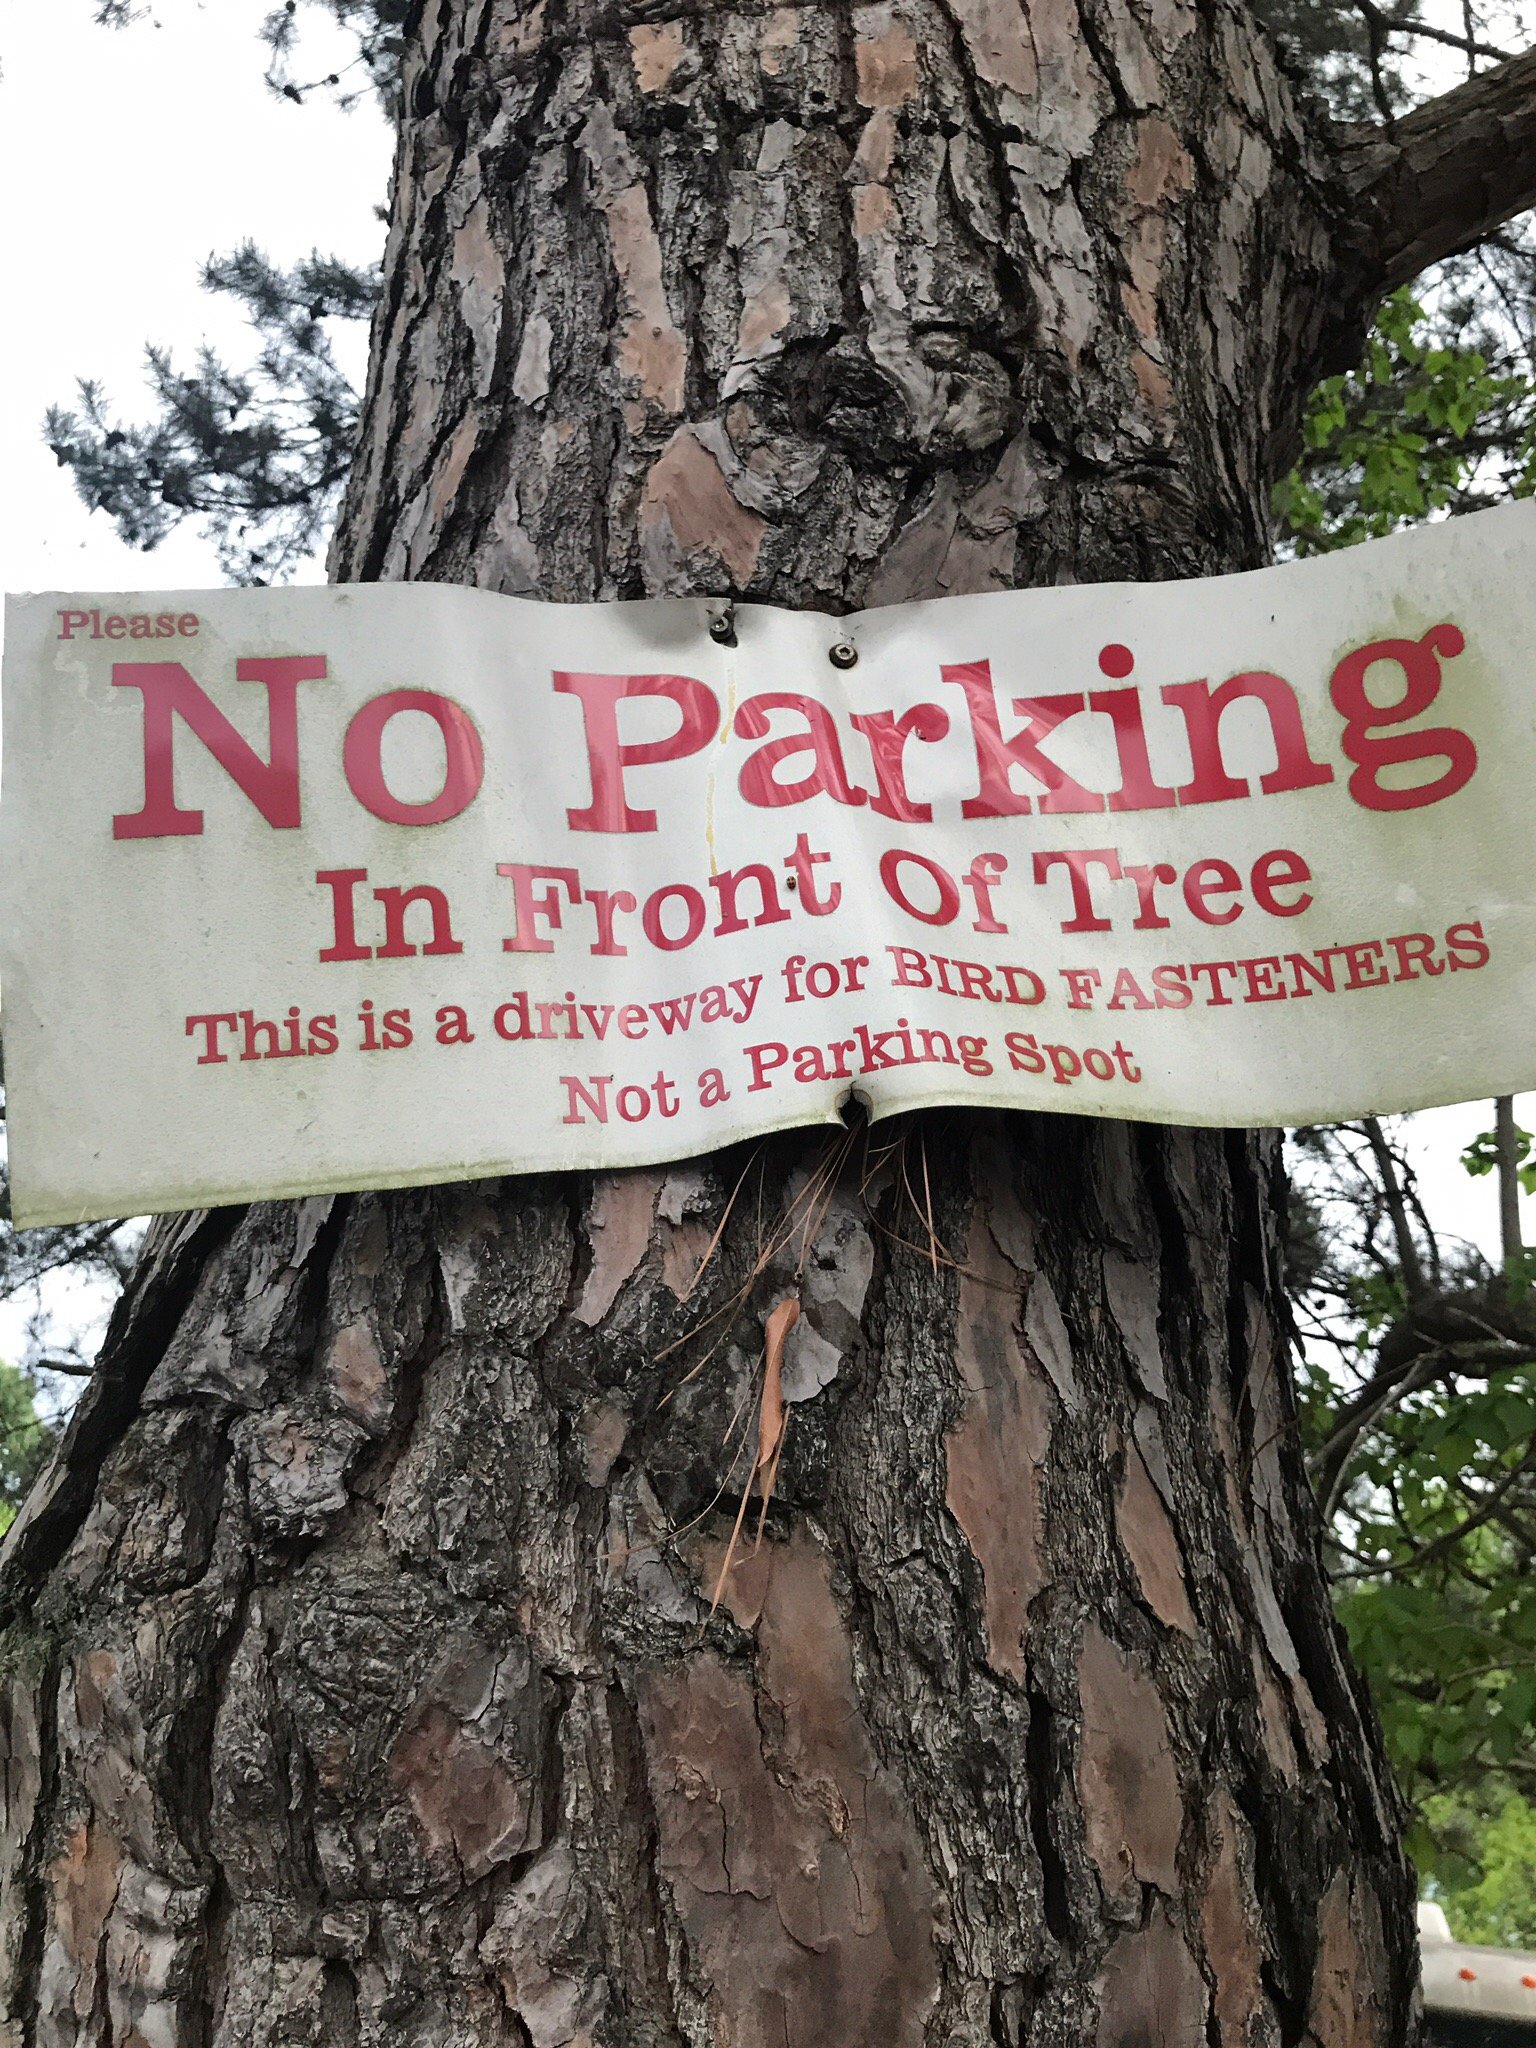 Please
No Parking
In Front Of Tree
This is a driveway for BIRD FASTENERS
Not a Parking Spot